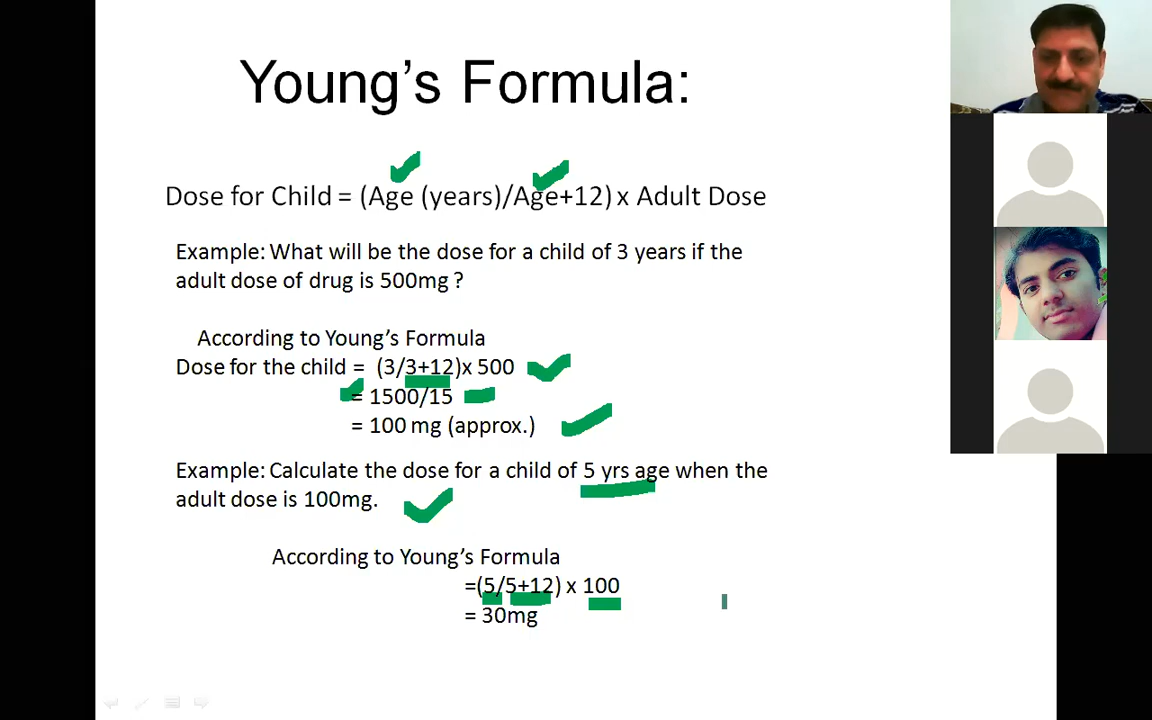 Young's Formula:
Dose for Child = (Age (years)/Age+12) x Adult Dose
Example: What will be the dose for a child of 3 years if the
adult dose of drug is 500mg ?
According to Young's Formula
Dose for the child = (3/3+12)x 500
= 1500/15
= 100 mg (approx.)
Example: Calculate the dose for a child of 5 yrs age when the
adult dose is 100mg.
According to Young's Formula
=(5/5+12) x 100
= 30mg